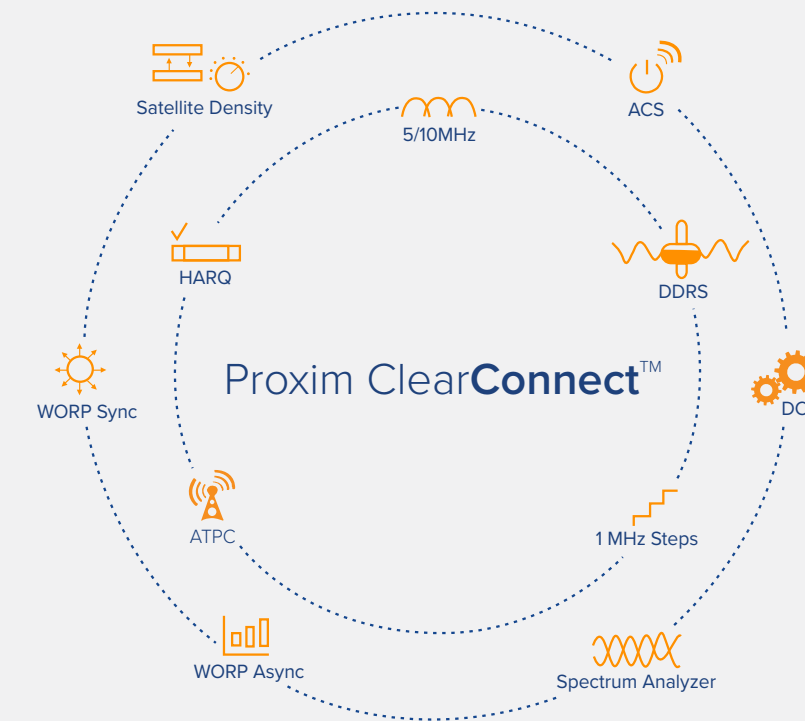 Satellite Density
ACS
5/10MHz
HARQ
DDRS
Proxim ClearConnect™
WORP Sync
ATPC
1 MHz Steps
WORP Async
Spectrum Analyzer